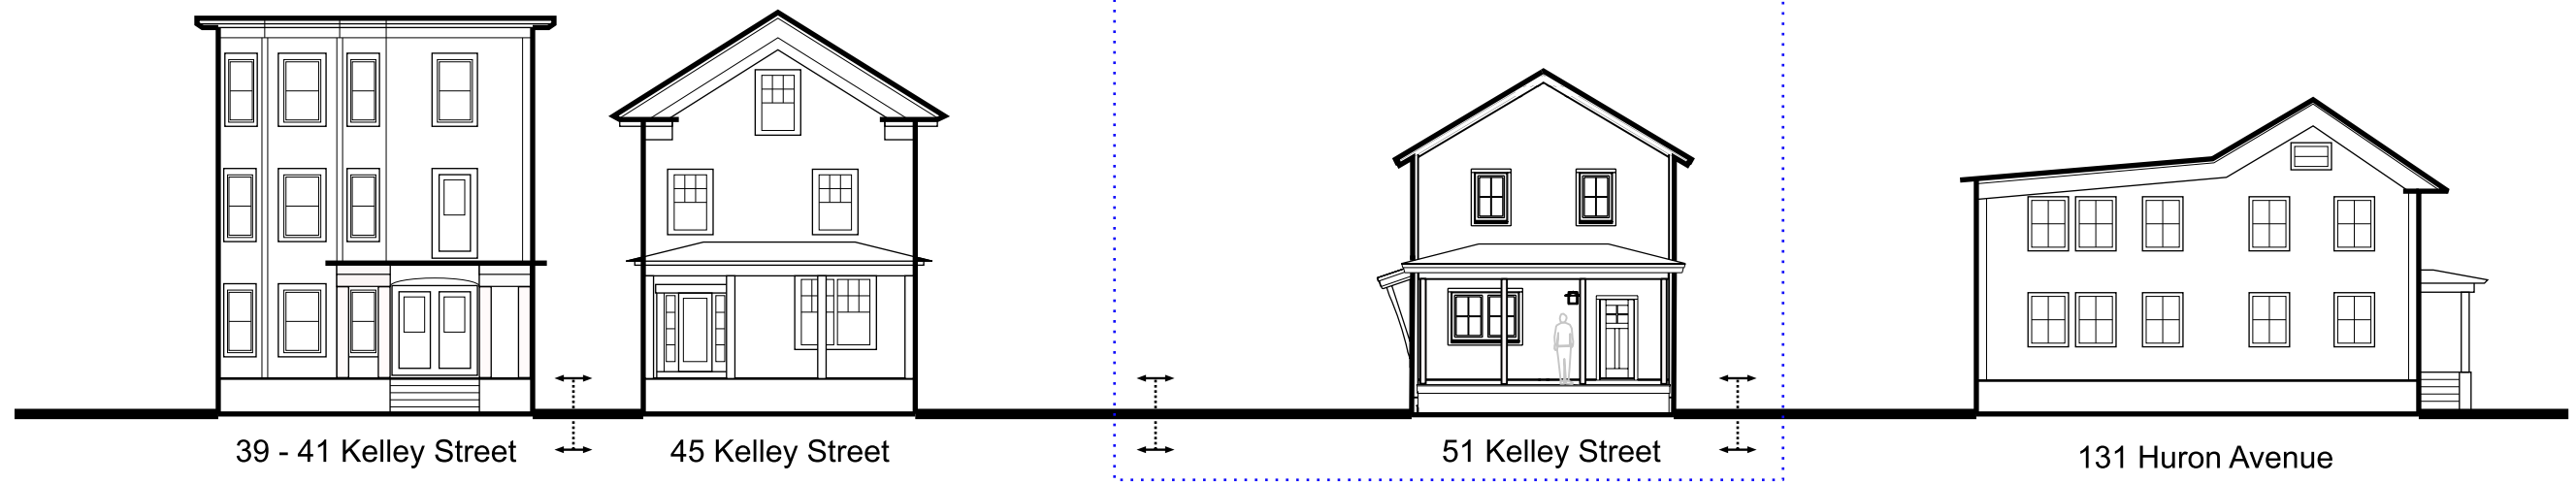 39 - 41 Kelley Street
45 Kelley Street
51 Kelley Street
131 Huron Avenue